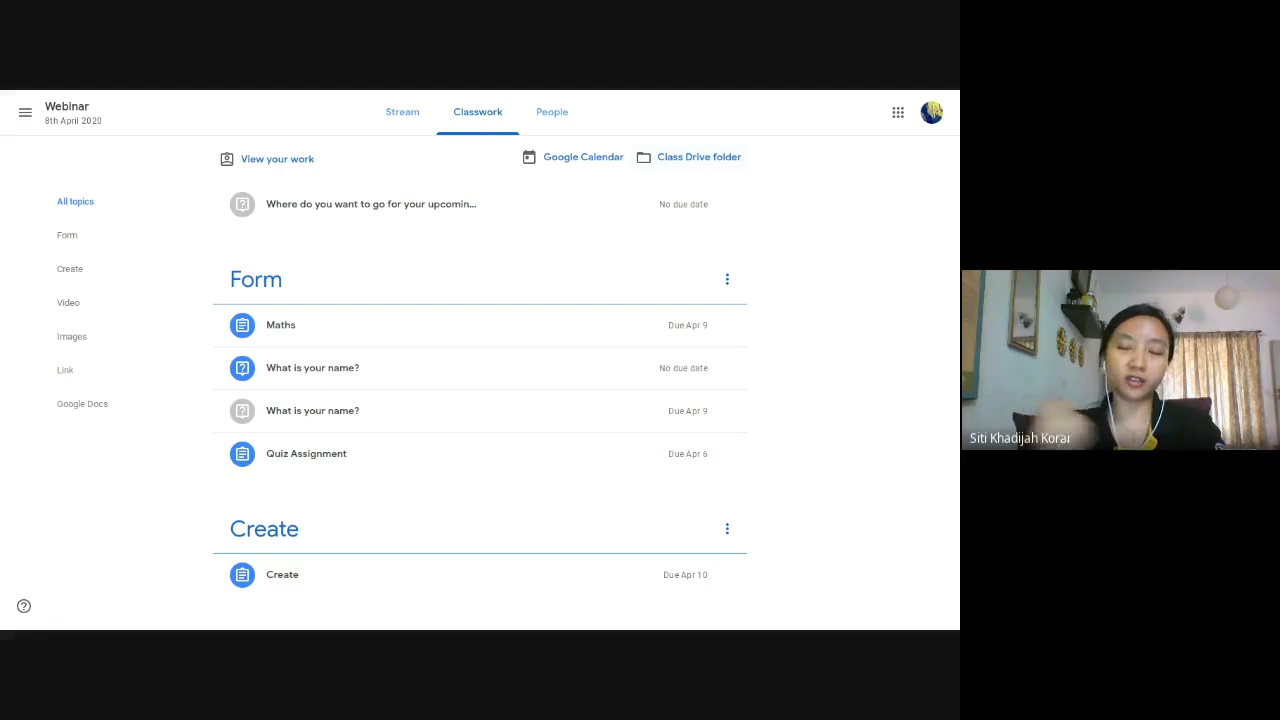 Webinar
8th April 2020
Stream
Classwork
People
View your work
Google Calendar
Class Drive folder
All topics
Form
Create
Video
Images
Link
Google Docs
Where do you want to go for your upcomin...
No due date
Form
Maths
Due Apr 9
What is your name?
No due date
What is your name?
Due Apr 9
Quiz Assignment
Due Apr 6
Create
Create
Due Apr 10
Siti Khadijah Korai